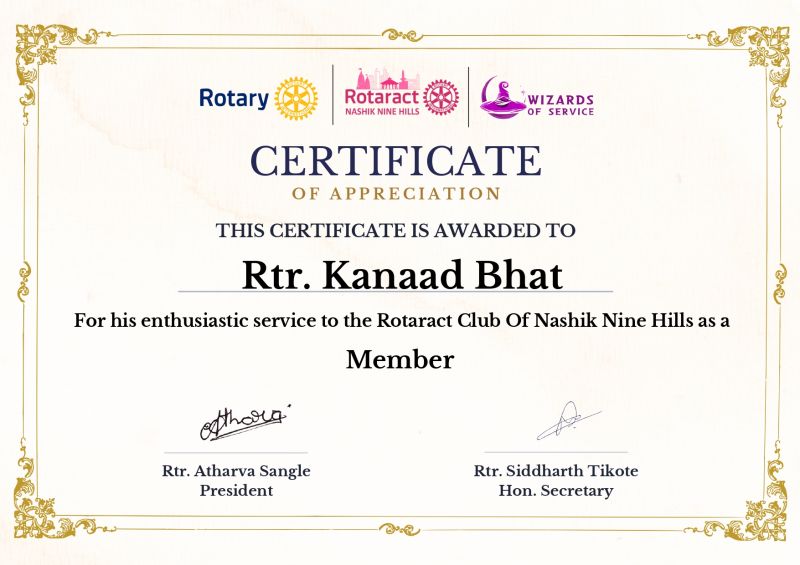 Rotary
Rotaract
NASHIK NINE HILLS
WIZARDS
OF SERVICE
CERTIFICATE
OF APPRECIATION
THIS CERTIFICATE IS AWARDED TO
Rtr. Kanaad Bhat
For his enthusiastic service to the Rotaract Club Of Nashik Nine Hills as a
Member
Atharva
Rtr. Atharva Sangle
President
Rtr. Siddharth Tikote
Hon. Secretary